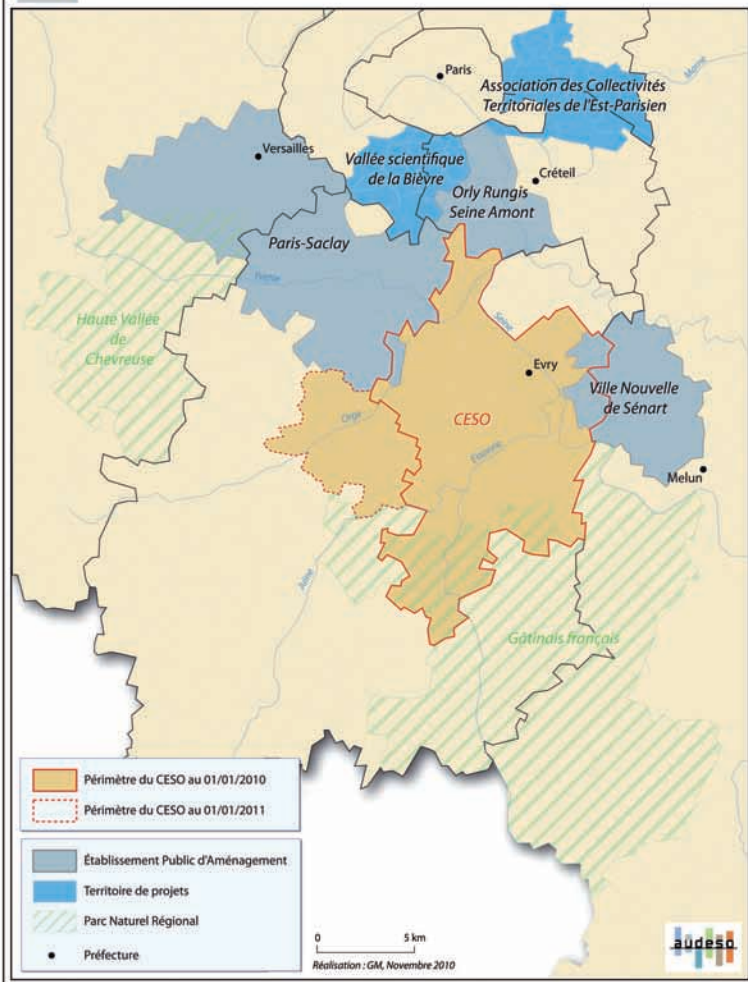 Paris
Marne
Association des Collectivités
Territoriales de l'Est-Parisien
Versailles
Vallée scientifique
de la Bièvre
Créteil
Orly Rungis
Seine Amont
Paris-Saclay
Yvette
Haute Vallée
de
Chevreuse
Seine
Evry
Ville Nouvelle
de Sénart
Orge
CESO
Essonne
Melun
Juine
Gâtinais français
Périmètre du CESO au 01/01/2010
Périmètre du CESO au 01/01/2011
Établissement Public d'Aménagement
Territoire de projets
Parc Naturel Régional
Préfecture
0 5 km
Réalisation : GM, Novembre 2010
audeso